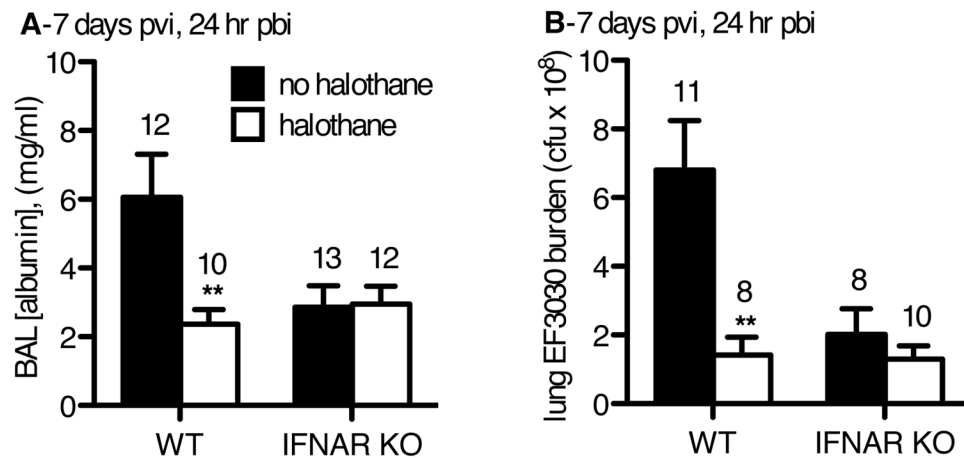 A-7 days pvi, 24 hr pbi
BAL [albumin], (mg/ml)
10
8
6
4
2
0
no halothane
halothane
12
10
**
13
12
WT
IFNAR KO
B-7 days pvi, 24 hr pbi
lung EF3030 burden (cfu x 10⁸)
10
8
6
4
2
0
11
8
**
8
10
WT
IFNAR KO